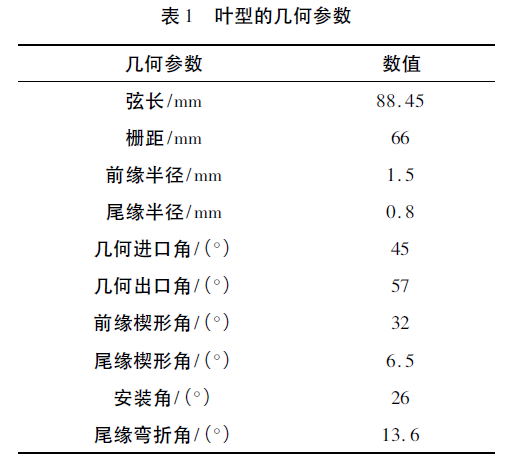 表1 叶型的几何参数
几何参数 数值
弦长/mm 88.45
栅距/mm 66
前缘半径/mm 1.5
尾缘半径/mm 0.8
几何进口角/(°) 45
几何出口角/(°) 57
前缘楔形角/(°) 32
尾缘楔形角/(°) 6.5
安装角/(°) 26
尾缘弯折角/(°) 13.6